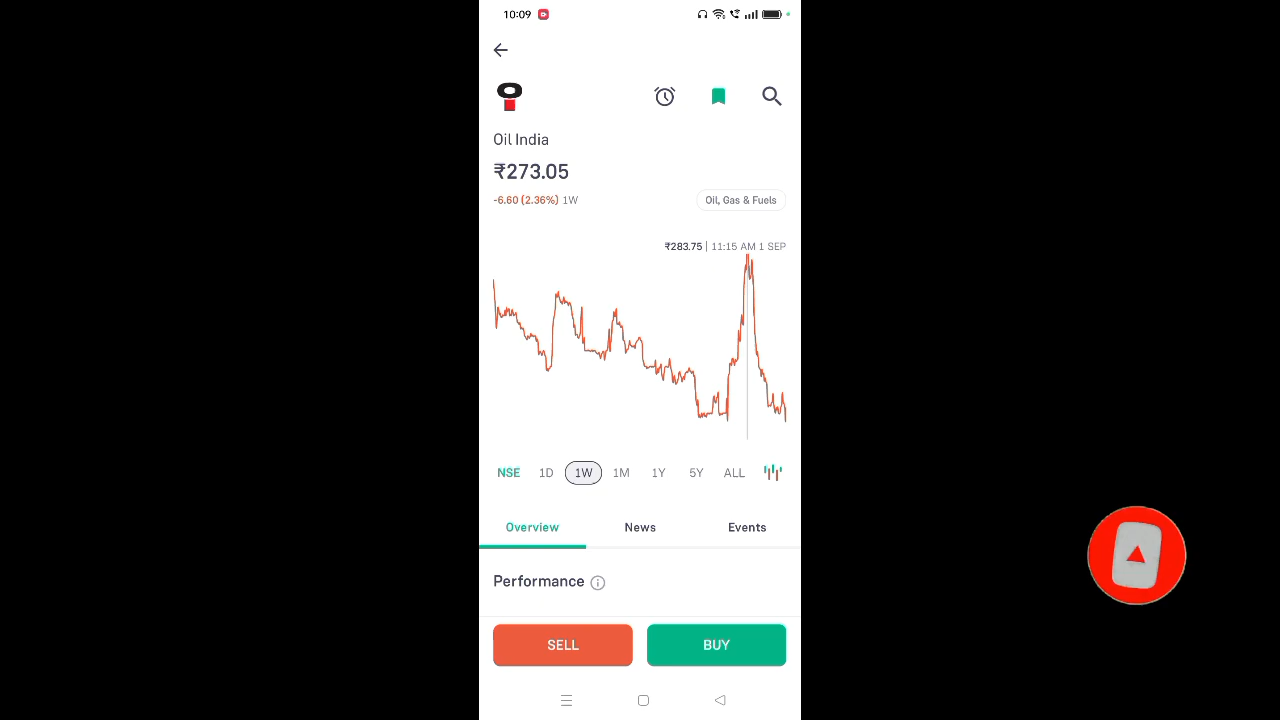 10:09
Oil India
₹273.05
-6.60 (2.36%) 1W
Oil, Gas & Fuels
₹283.75 | 11:15 AM 1 SEP
NSE 1D 1W 1M 1Y 5Y ALL
Overview News Events
Performance
SELL BUY